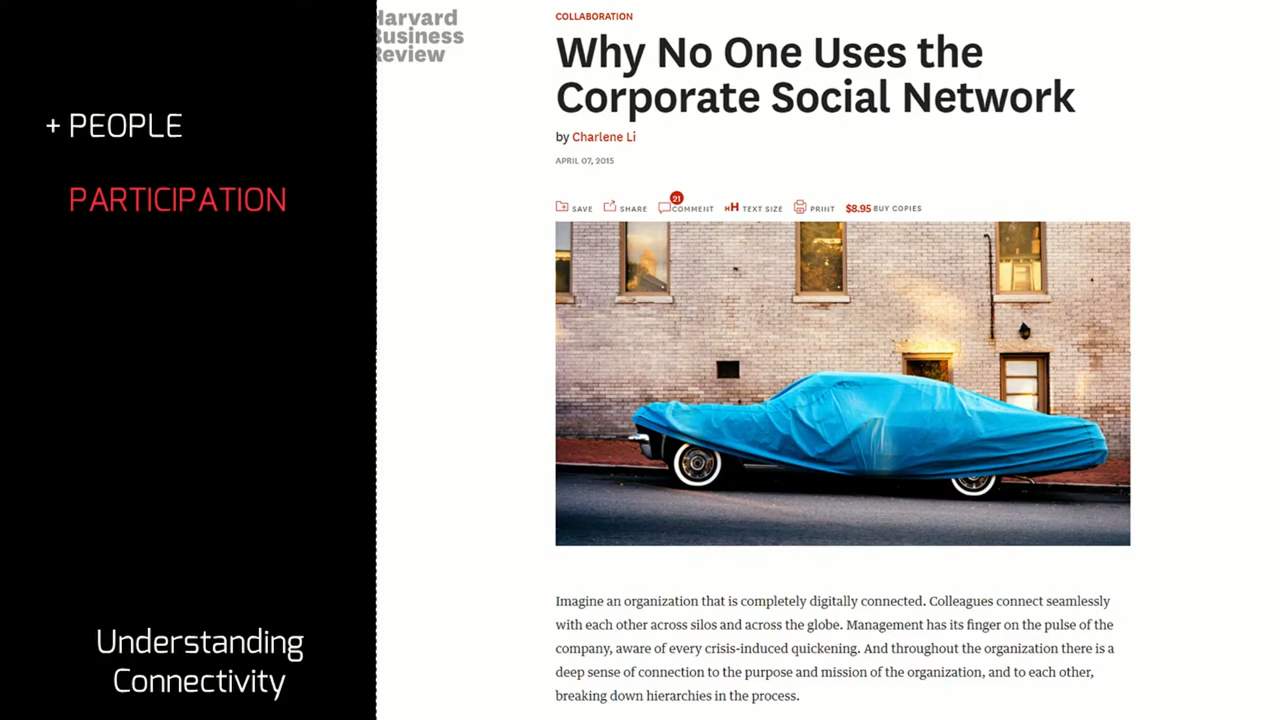 + PEOPLE
PARTICIPATION
Understanding
Connectivity
Harvard
Business
Review
COLLABORATION
Why No One Uses the
Corporate Social Network
by Charlene Li
APRIL 07, 2015
SAVE SHARE 21 COMMENT HH TEXT SIZE PRINT $8.95 BUY COPIES
Imagine an organization that is completely digitally connected. Colleagues connect seamlessly
with each other across silos and across the globe. Management has its finger on the pulse of the
company, aware of every crisis-induced quickening. And throughout the organization there is a
deep sense of connection to the purpose and mission of the organization, and to each other,
breaking down hierarchies in the process.